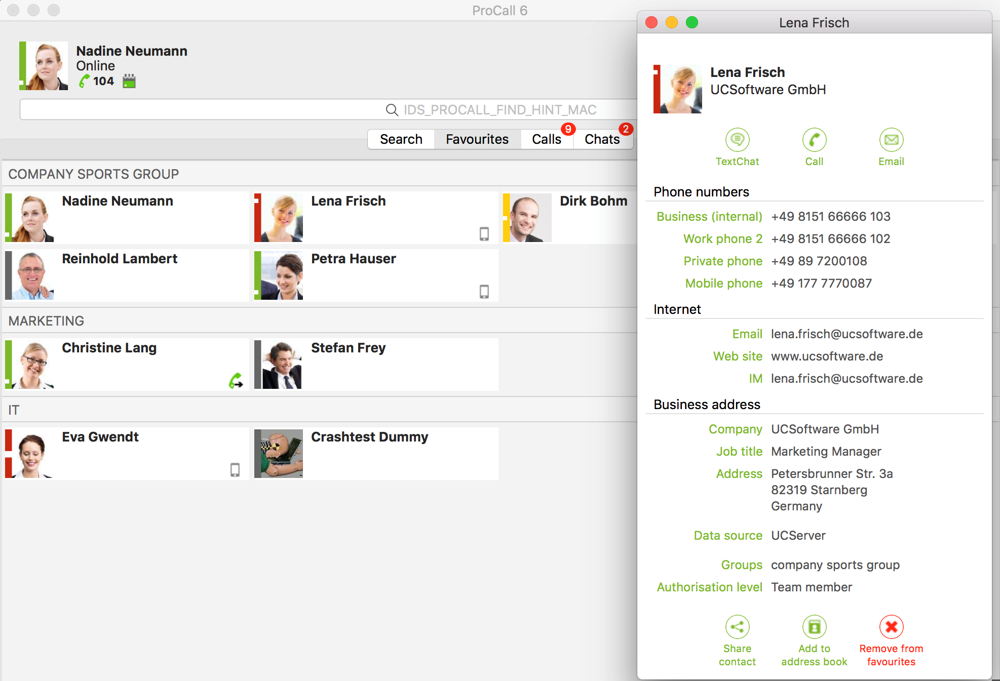 ProCall 6
Nadine Neumann
Online
104
IDS_PROCALL_FIND_HINT_MAC
Search
Favourites
Calls
9
Chats
2
COMPANY SPORTS GROUP
Nadine Neumann
Lena Frisch
Dirk Bohm
Reinhold Lambert
Petra Hauser
MARKETING
Christine Lang
Stefan Frey
IT
Eva Gwendt
Crashtest Dummy
Lena Frisch
Lena Frisch
UCSoftware GmbH
TextChat
Call
Email
Phone numbers
Business (internal) +49 8151 66666 103
Work phone 2 +49 8151 66666 102
Private phone +49 89 7200108
Mobile phone +49 177 7770087
Internet
Email lena.frisch@ucsoftware.de
Web site www.ucsoftware.de
IM lena.frisch@ucsoftware.de
Business address
Company UCSoftware GmbH
Job title Marketing Manager
Address Petersbrunner Str. 3a
82319 Starnberg
Germany
Data source UCServer
Groups company sports group
Authorisation level Team member
Share
contact
Add to
address book
Remove from
favourites